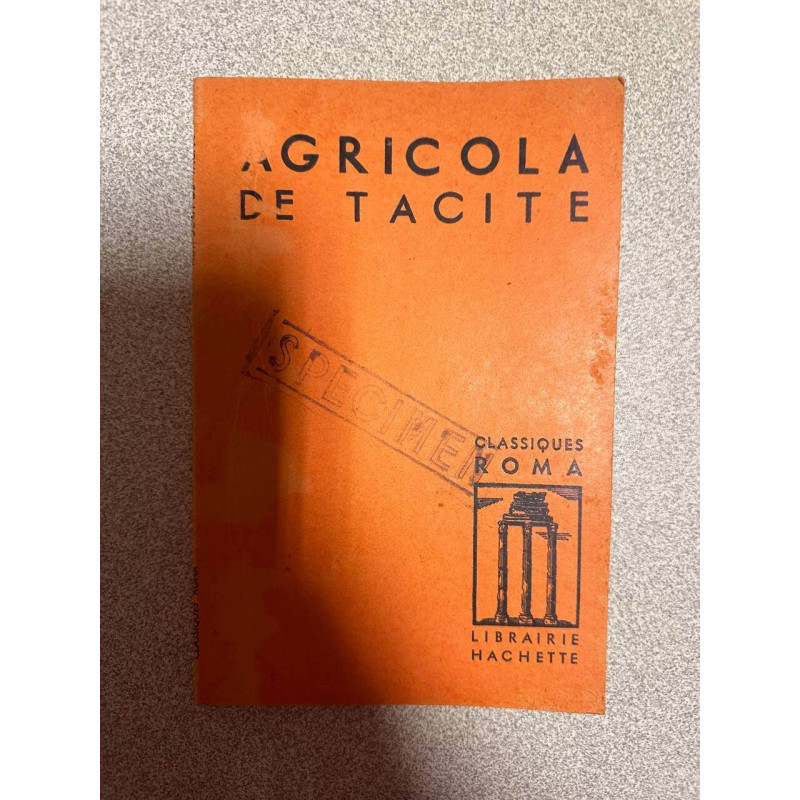 AGRICOLA
DE TACITE
SPECIMEN
CLASSIQUES
ROMA
LIBRAIRIE
HACHETTE